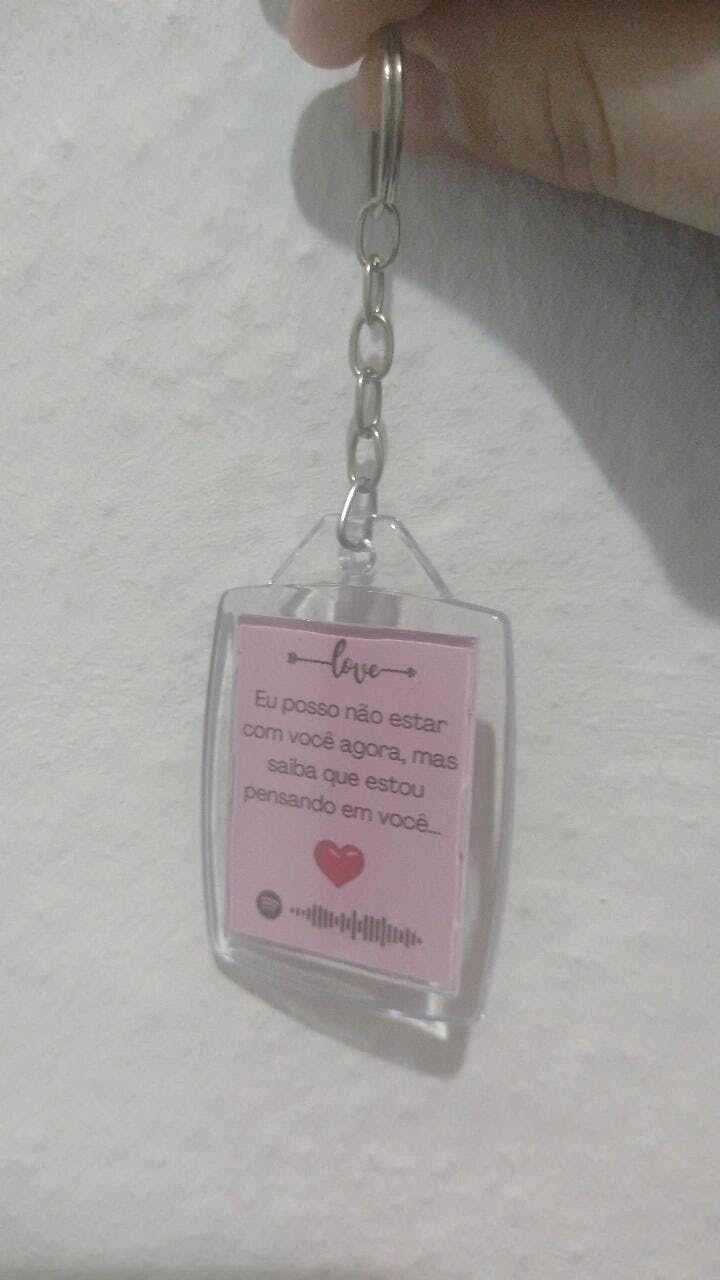 love
Eu posso não estar
com você agora, mas
saiba que estou
pensando em você...